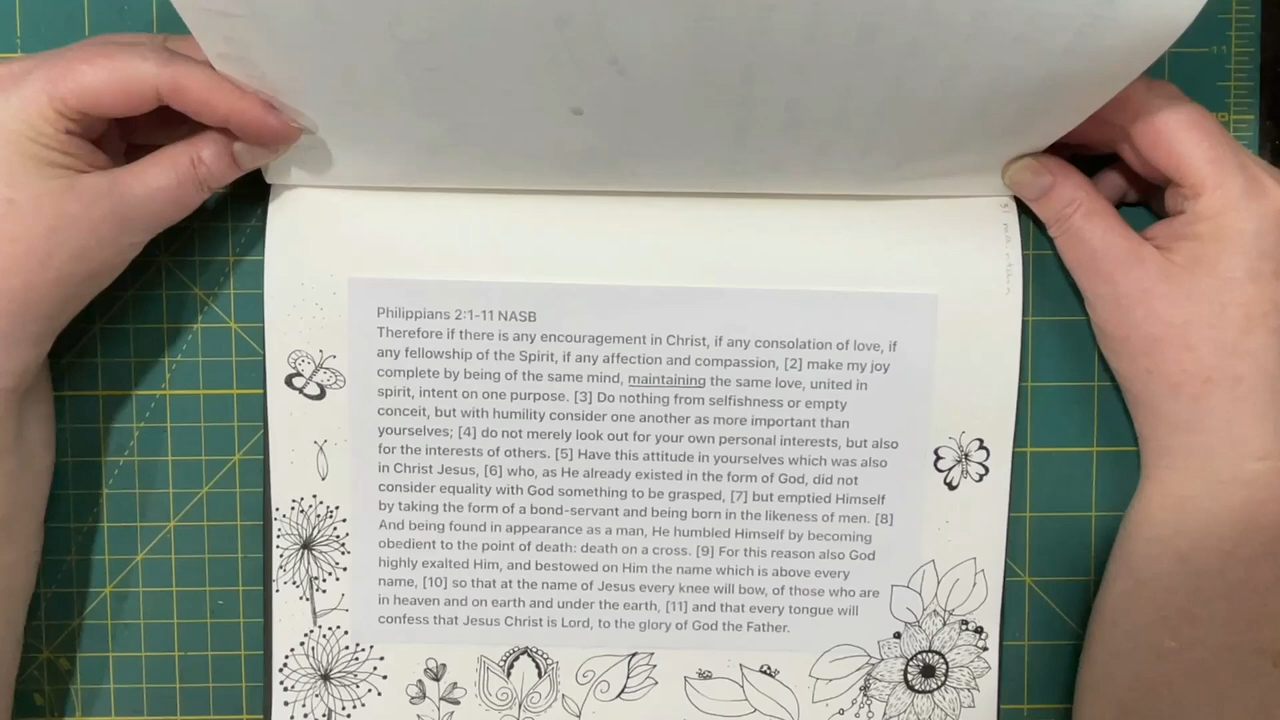 11
31 maintain
Philippians 2:1-11 NASB
Therefore if there is any encouragement in Christ, if any consolation of love, if
any fellowship of the Spirit, if any affection and compassion, [2] make my joy
complete by being of the same mind, maintaining the same love, united in
spirit, intent on one purpose. [3] Do nothing from selfishness or empty
conceit, but with humility consider one another as more important than
yourselves; [4] do not merely look out for your own personal interests, but also
for the interests of others. [5] Have this attitude in yourselves which was also
in Christ Jesus, [6] who, as He already existed in the form of God, did not
consider equality with God something to be grasped, [7] but emptied Himself
by taking the form of a bond-servant and being born in the likeness of men. [8]
And being found in appearance as a man, He humbled Himself by becoming
obedient to the point of death: death on a cross. [9] For this reason also God
highly exalted Him, and bestowed on Him the name which is above every
name, [10] so that at the name of Jesus every knee will bow, of those who are
in heaven and on earth and under the earth, [11] and that every tongue will
confess that Jesus Christ is Lord, to the glory of God the Father.